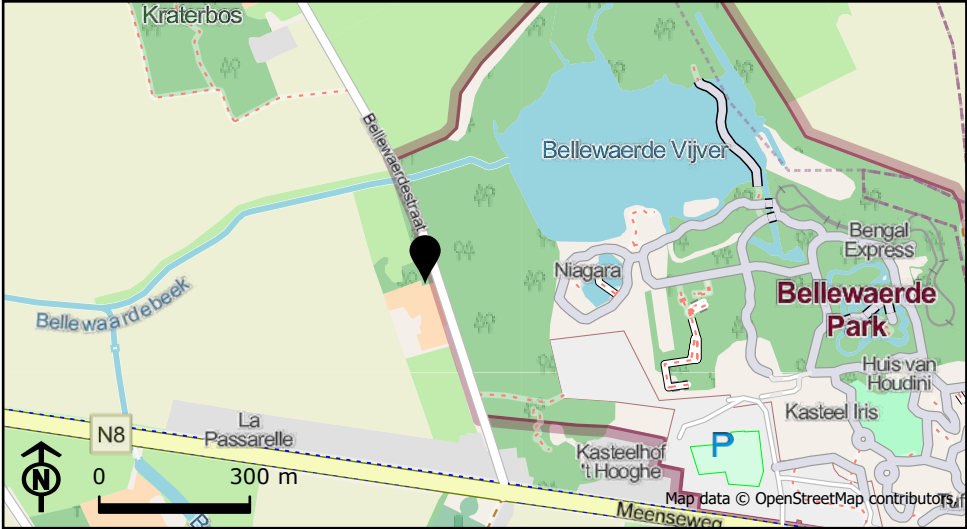 Kraterbos
Bellewaerdestraat
Bellewaerde Vijver
Bengal
Express
Niagara
Bellewaerde
Park
Bellewaardebeek
Huis van
Houdini
La
Passarelle
Kasteel Iris
N8
P
Kasteelhof
't Hooghe
N
0
300 m
Meenseweg
Map data © OpenStreetMap contributors,